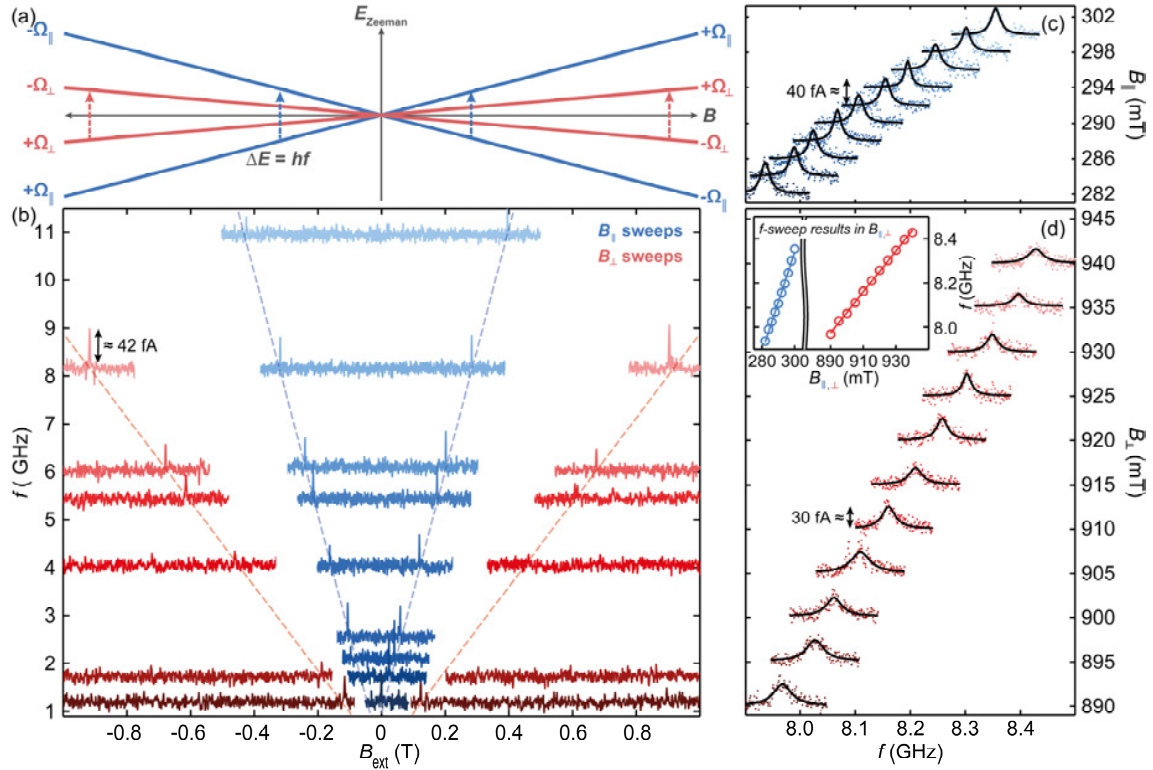 (a)
E_Zeeman
-Ω∥
+Ω∥
-Ω⊥
+Ω⊥
B
+Ω⊥
-Ω⊥
ΔE = hf
+Ω∥
-Ω∥
(b)
11
10
9
8
7
6
5
4
3
2
1
f ( GHz)
B∥ sweeps
B⊥ sweeps
≈ 42 fA
-0.8
-0.6
-0.4
-0.2
0
0.2
0.4
0.6
0.8
B_ext (T)
(c)
302
298
294
290
286
282
B∥ (mT)
40 fA ≈
(d)
f-sweep results in B∥,⊥
8.4
8.2
8.0
f (GHz)
280
300
890
910
930
B∥,⊥ (mT)
30 fA ≈
945
940
935
930
925
920
915
910
905
900
895
890
B⊥ (mT)
8.0
8.1
8.2
8.3
8.4
f (GHz)